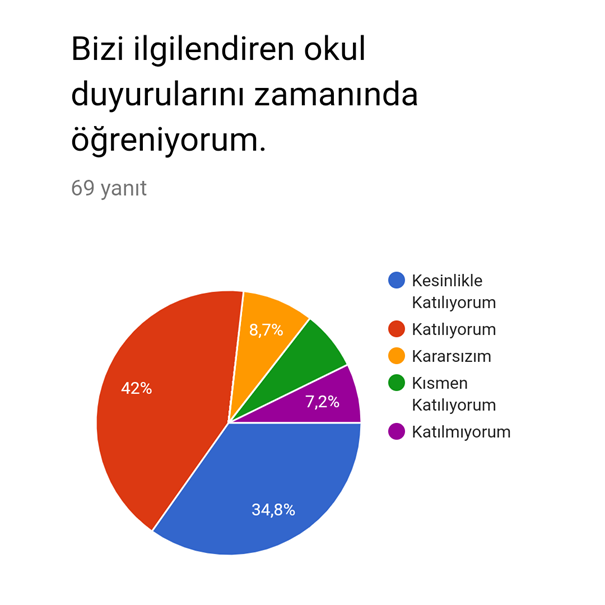 Bizi ilgilendiren okul
duyurularını zamanında
öğreniyorum.
69 yanıt
Kesinlikle
Katılıyorum
Katılıyorum
Kararsızım
Kısmen
Katılıyorum
Katılmıyorum
8,7%
42%
7,2%
34,8%